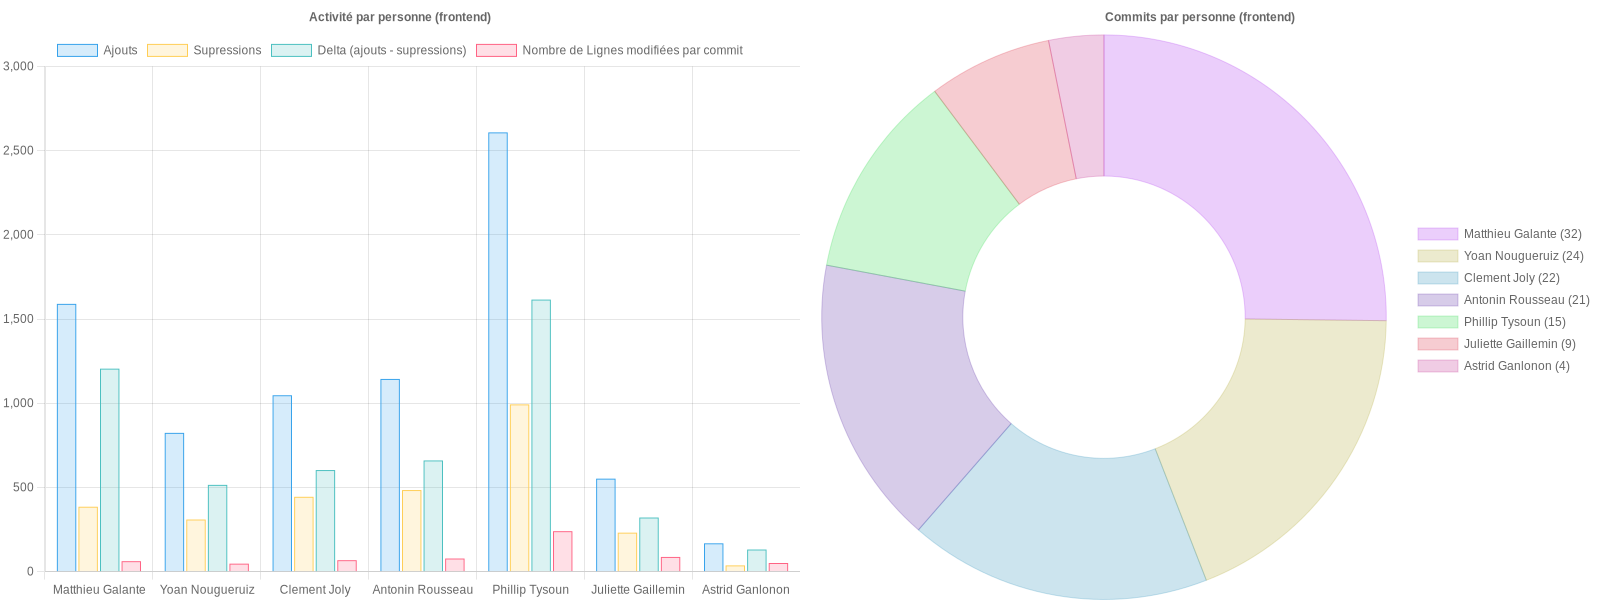 Activité par personne (frontend)
Ajouts Supressions Delta (ajouts - supressions) Nombre de Lignes modifiées par commit
3,000
2,500
2,000
1,500
1,000
500
0
Matthieu Galante Yoan Nougueruiz Clement Joly Antonin Rousseau Phillip Tysoun Juliette Gaillemin Astrid Ganlonon
Commits par personne (frontend)
Matthieu Galante (32)
Yoan Nougueruiz (24)
Clement Joly (22)
Antonin Rousseau (21)
Phillip Tysoun (15)
Juliette Gaillemin (9)
Astrid Ganlonon (4)